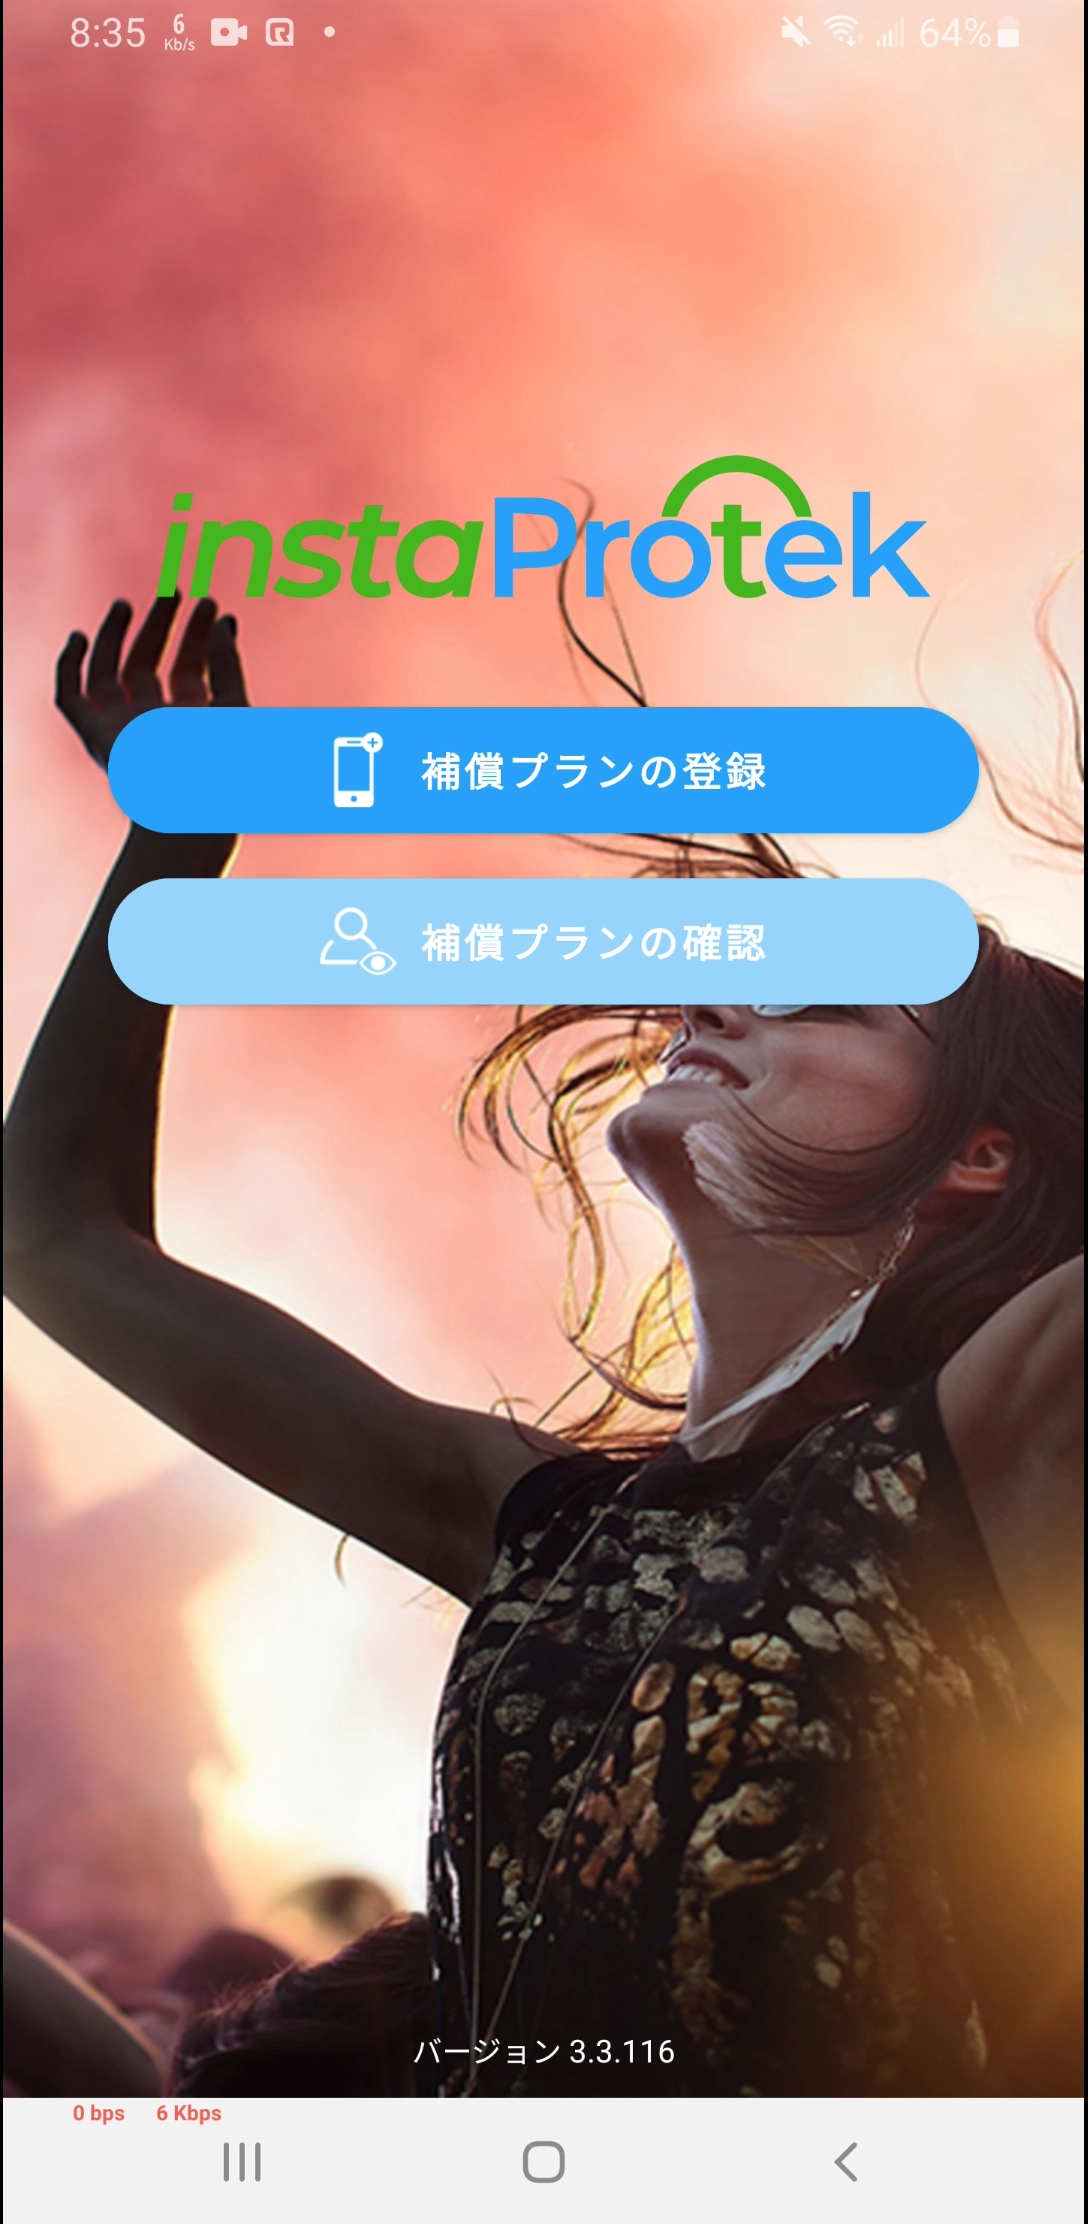 8:35
6
Kb/s
64%
instaProtek
補償プランの登録
補償プランの確認
バージョン 3.3.116
0 bps
6 Kbps